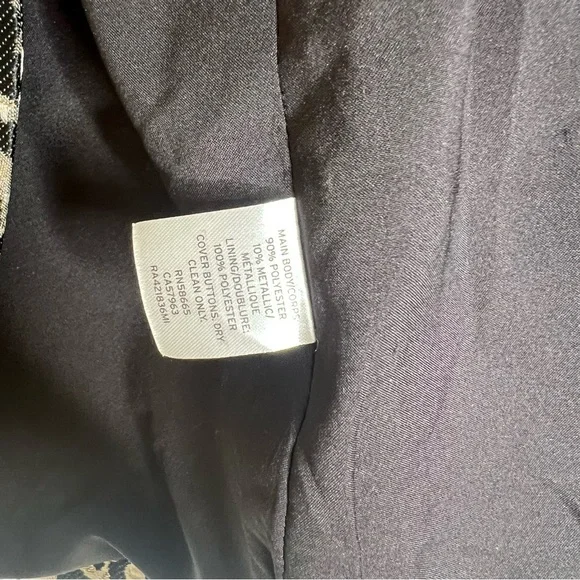 MAIN BODY/CORPS
90% POLYESTER
10% METALLIC/
MÉTALLIQUE
LINING/DOUBLURE:
100% POLYESTER
COVER BUTTONS. DRY
CLEAN ONLY.
RN58665
CA57963
RA421836MI